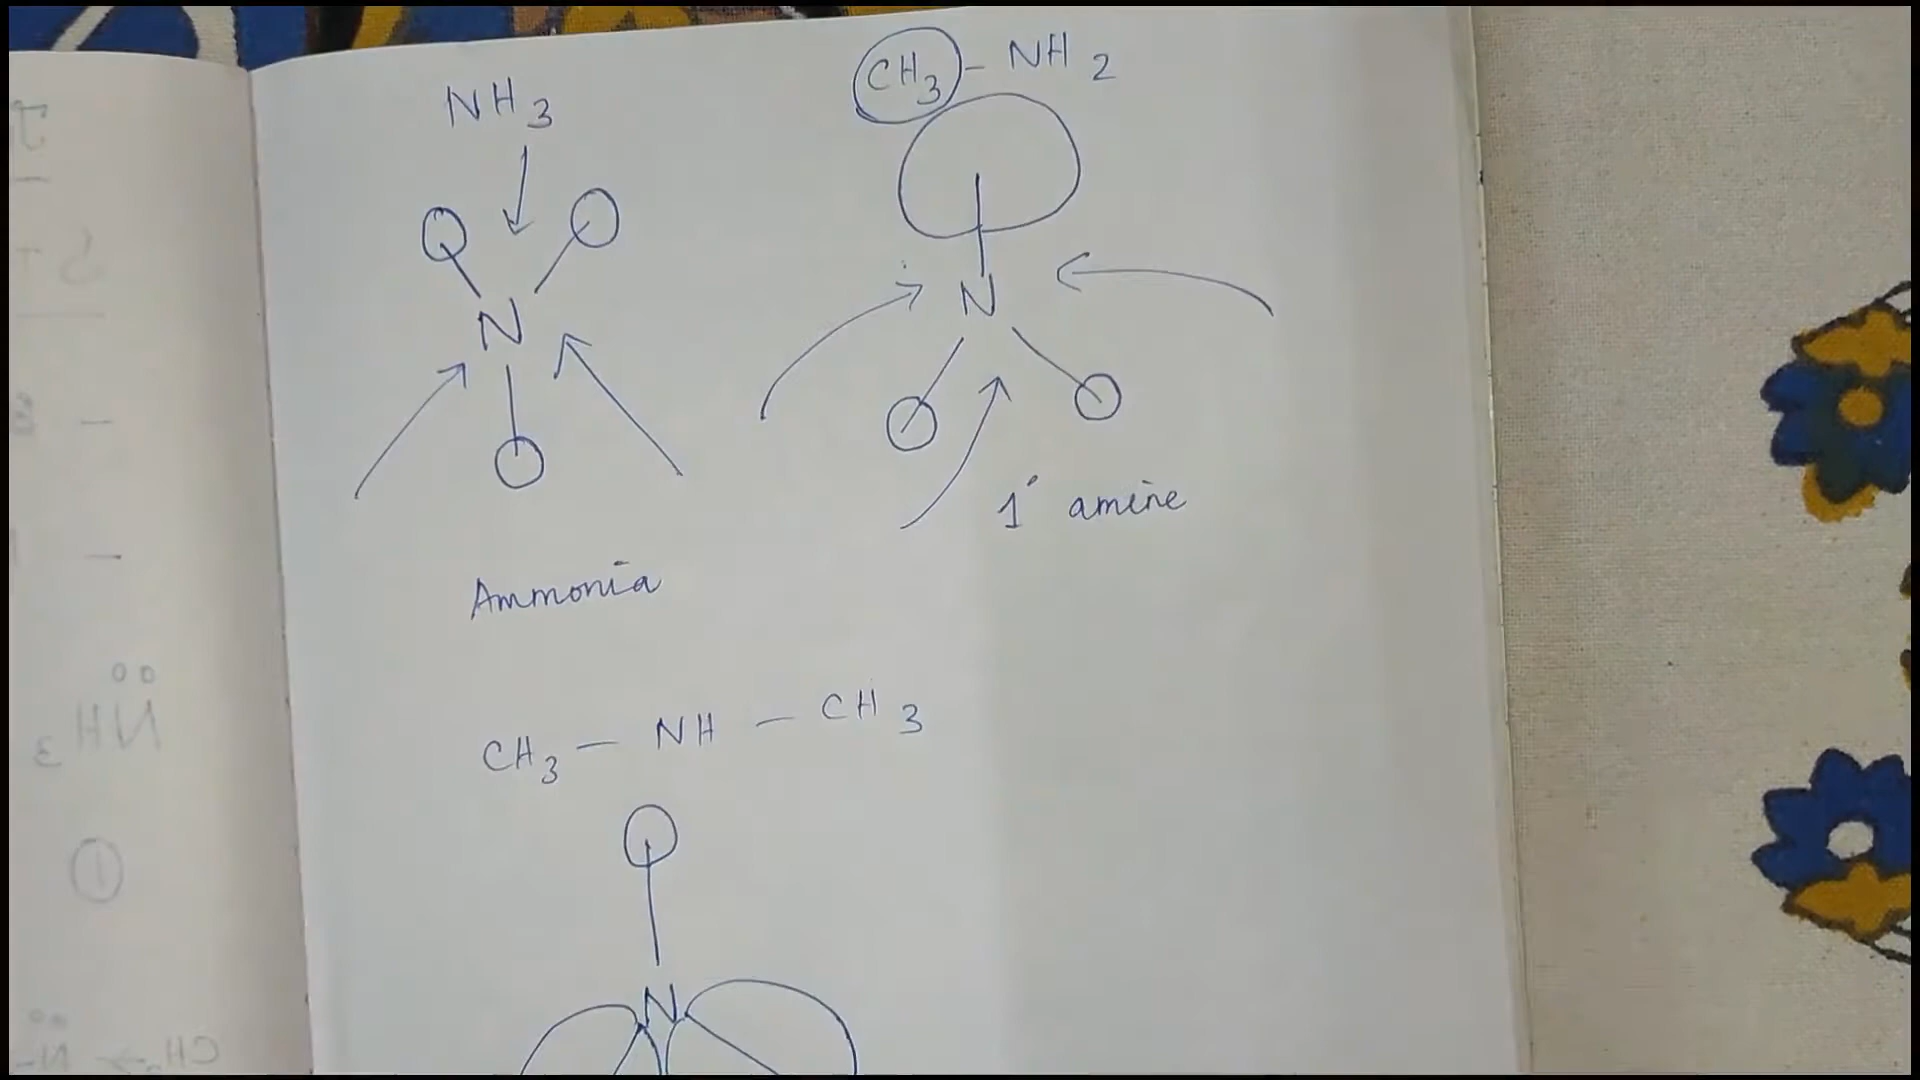 NH3
CH3 - NH2
N
N
1° amine
Ammonia
CH3 - NH - CH3
N